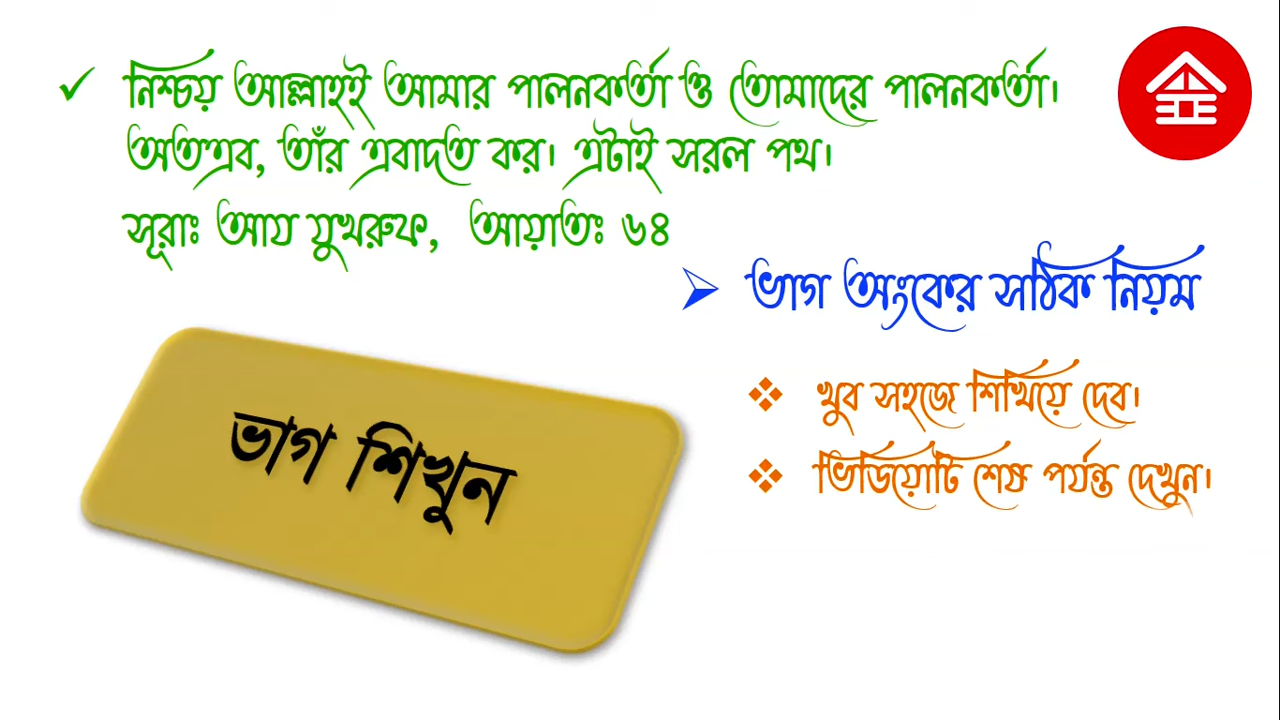 নিশ্চয় আল্লাহই আমার পালনকর্তা ও তোমাদের পালনকর্তা।
অতএব, তাঁর এবাদত কর। এটাই সরল পথ।
সূরাঃ আয যুখরুফ, আয়াতঃ ৬৪
ভাগ অংকের সঠিক নিয়ম
খুব সহজে শিখিয়ে দেব।
ভিডিয়োটি শেষ পর্যন্ত দেখুন।
ভাগ শিখুন